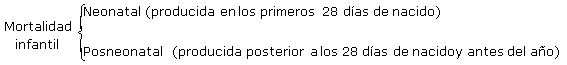 Neonatal (producida en los primeros 28 días de nacido)
Mortalidad
infantil
Posneonatal (producida posterior a los 28 días de nacidoy antes del año)